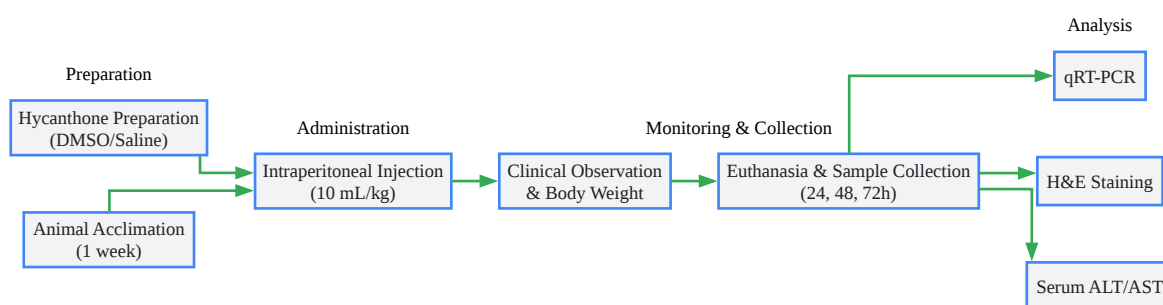 Analysis
Preparation
qRT-PCR
Hycanthone Preparation
(DMSO/Saline)
Administration
Monitoring & Collection
Intraperitoneal Injection
(10 mL/kg)
Clinical Observation
& Body Weight
Euthanasia & Sample Collection
(24, 48, 72h)
H&E Staining
Animal Acclimation
(1 week)
Serum ALT/AST